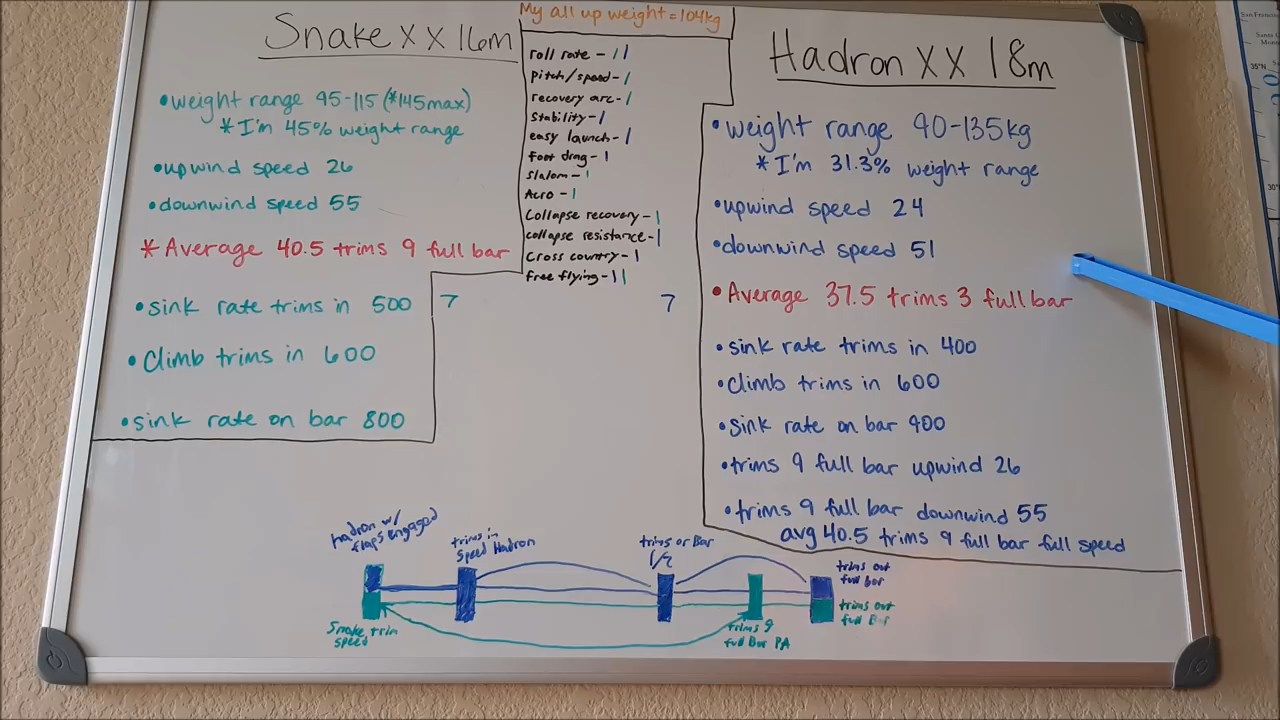 My all up weight = 104kg
Snake XX 16m
• weight range 95-115 (*145max)
* I'm 45% weight range
• upwind speed 26
• downwind speed 55
* Average 40.5 trims 9 full bar
• sink rate trims in 500
• Climb trims in 600
• sink rate on bar 800
roll rate - 11
pitch/speed - 1
recovery arc - 1
Stability - 1
easy launch - 1
foot drag - 1
slalom - 1
Acro - 1
Collapse recovery - 1
collapse resistance - 1
Cross country - 1
free flying - 11
7
7
Hadron XX 18m
• weight range 90-135kg
* I'm 31.3% weight range
• upwind speed 24
• downwind speed 51
• Average 37.5 trims 3 full bar
• sink rate trims in 400
• climb trims in 600
• sink rate on bar 900
• trims 9 full bar upwind 26
• trims 9 full bar downwind 55
avg 40.5 trims 9 full bar full speed
hadron w/
flaps engaged
trims in
Speed Hadron
trims or Bar
1/2
trims out
full bar
Snake trim
speed
trims 9
full Bar PA
trims out
full Bar